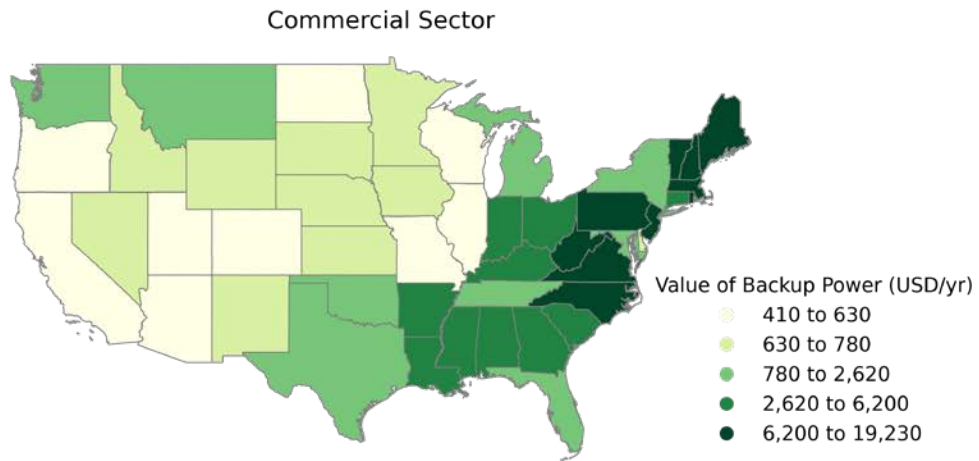 Commercial Sector
Value of Backup Power (USD/yr)
410 to 630
630 to 780
780 to 2,620
2,620 to 6,200
6,200 to 19,230